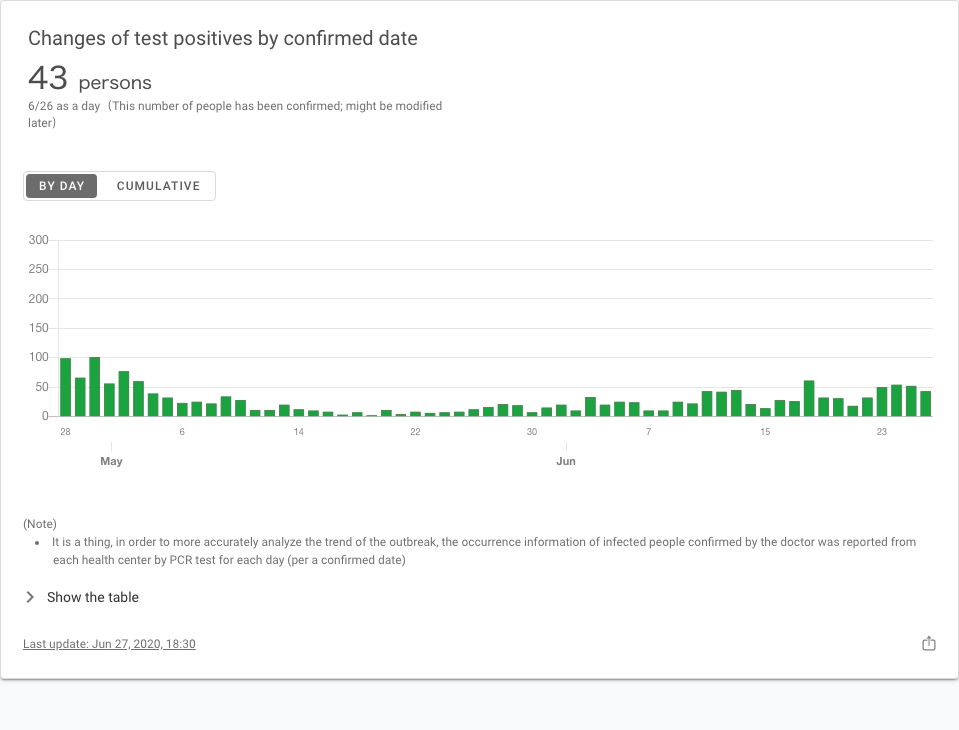 Changes of test positives by confirmed date
43 persons
6/26 as a day（This number of people has been confirmed; might be modified
later）
BY DAY CUMULATIVE
300
250
200
150
100
50
0
28 6 14 22 30 7 15 23
May Jun
(Note)
• It is a thing, in order to more accurately analyze the trend of the outbreak, the occurrence information of infected people confirmed by the doctor was reported from
each health center by PCR test for each day (per a confirmed date)
Show the table
Last update: Jun 27, 2020, 18:30